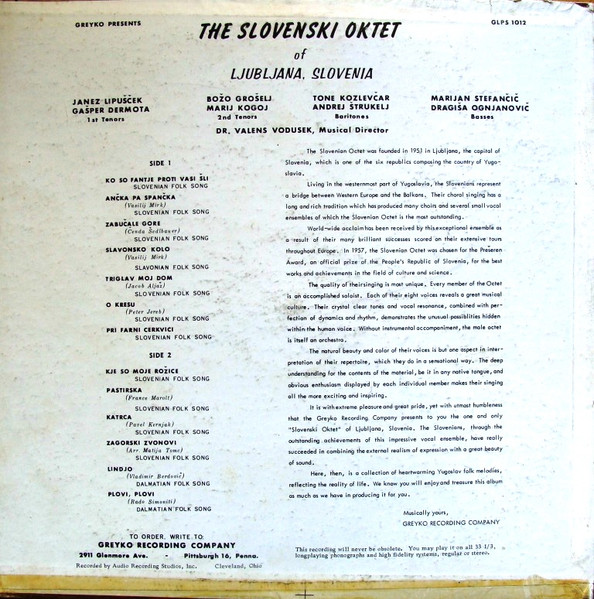 GREYKO PRESENTS
GLPS 1012
THE SLOVENSKI OKTET
of
LJUBLJANA, SLOVENIA
JANEZ LIPUŠČEK
GAŠPER DERMOTA
1st Tenors
BOŽO GROŠELJ
MARIJ KOGOJ
2nd Tenors
TONE KOZLEVČAR
ANDREJ ŠTRUKELJ
Baritones
MARIJAN STEFANČIČ
DRAGIŠA OGNJANOVIČ
Basses
DR. VALENS VODUSEK, Musical Director
SIDE 1
KO SO FANTJE PROTI VASI ŠLI
SLOVENIAN FOLK SONG
ANČKA PA SPANČKA
(Vasilij Mirk)
SLOVENIAN FOLK SONG
ZABUČALE GORE
(Cenda Sedlbauer)
SLOVENIAN FOLK SONG
SLAVONSKO KOLO
(Vasilij Mirk)
SLAVONIAN FOLK SONG
TRIGLAV MOJ DOM
(Jacob Aljaž)
SLOVENIAN FOLK SONG
O KRESU
(Peter Jereb)
SLOVENIAN FOLK SONG
PRI FARNI CERKVICI
SLOVENIAN FOLK SONG
SIDE 2
KJE SO MOJE ROŽICE
SLOVENIAN FOLK SONG
PASTIRSKA
(France Marolt)
SLOVENIAN FOLK SONG
KATRCA
(Pavel Kernjak)
SLOVENIAN FOLK SONG
ZAGORSKI ZVONOVI
(Arr. Matija Tomc)
SLOVENIAN FOLK SONG
LINDJO
(Vladimir Berdovič)
DALMATIAN FOLK SONG
PLOVI, PLOVI
(Rado Simoniti)
DALMATIAN FOLK SONG
The Slovenian Octet was founded in 1951 in Ljubljana, the capital of
Slovenia, which is one of the six republics composing the country of Yugo-
slavia.
Living in the westernmost part of Yugoslavia, the Slovenians represent
a bridge between Western Europe and the Balkans. Their choral singing has
a long and rich tradition which has produced many choirs and several small vocal
ensembles of which the Slovenian Octet is the most outstanding.
World-wide acclaim has been received by this exceptional ensemble as
a result of their many brilliant successes scored on their extensive tours
throughout Europe. In 1957, the Slovenian Octet was chosen for the Preseren
Award, an official prize of the People's Republic of Slovenia, for the best
works and achievements in the field of culture and science.
The quality of their singing is most unique. Every member of the Octet
is an accomplished soloist. Each of their eight voices reveals a great musical
culture. Their crystal clear tones and vocal resonance, combined with per-
fection of dynamics and rhythm, demonstrates the unusual possibilities hidden
within the human voice. Without instrumental accompaniment, the male octet
is itself an orchestra.
The natural beauty and color of their voices is but one aspect in inter-
pretation of their repertoire, which they do in a sensational way. The deep
understanding for the contents of the material, be it in any native tongue, and
obvious enthusiasm displayed by each individual member makes their singing
all the more exciting and inspiring.
It is with extreme pleasure and great pride, yet with utmost humbleness
that the Greyko Recording Company presents to you the one and only
"Slovenski Oktet" of Ljubljana, Slovenia. The Slovenians, through the
outstanding achievements of this impressive vocal ensemble, have really
succeeded in combining the external realism of expression with a great beauty
of sound.
Here, then, is a collection of heartwarming Yugoslav folk melodies,
reflecting the reality of life. We know you will enjoy and treasure this album
as much as we have in producing it for you.
Musically yours,
GREYKO RECORDING COMPANY
TO ORDER, WRITE TO:
GREYKO RECORDING COMPANY
2911 Glenmore Ave. - Pittsburgh 16, Penna.
Recorded by Audio Recording Studios, Inc. Cleveland, Ohio
This recording will never be obsolete. You may play it on all 33 1/3,
longplaying phonographs and high fidelity systems, regular or stereo.